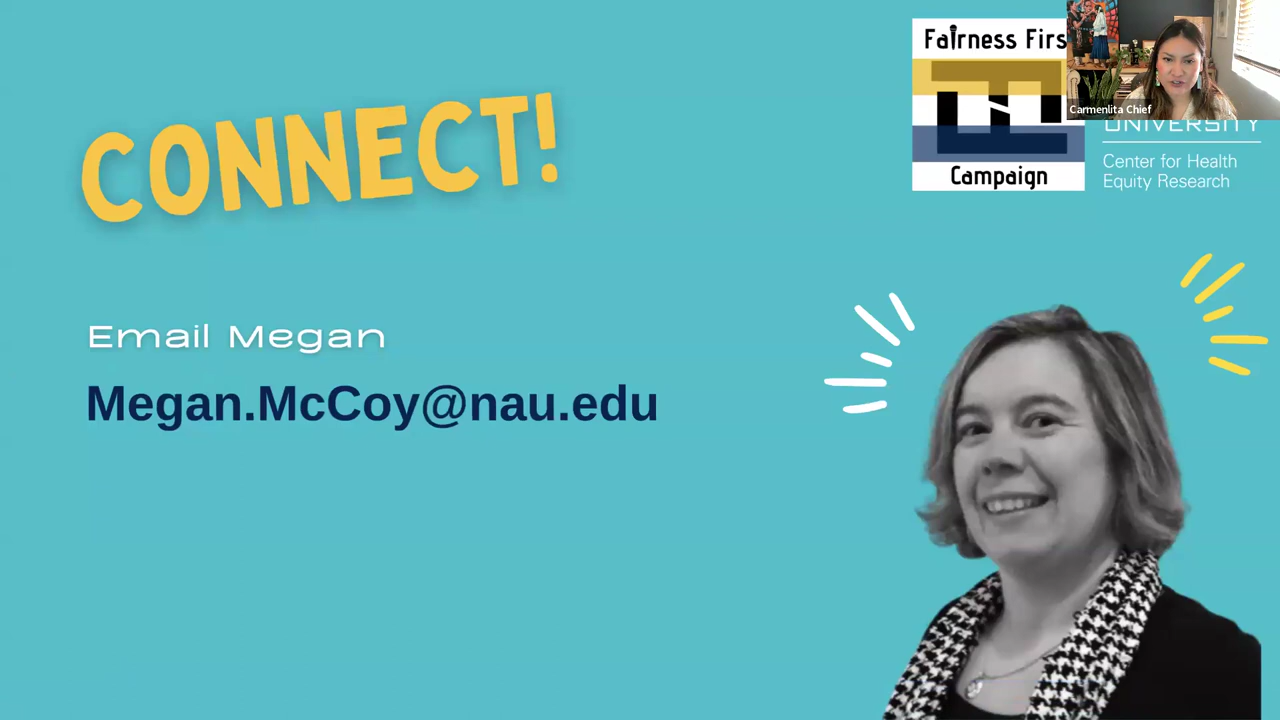 Fairness Firs
Campaign
Carmenlita Chief
UNIVERSITY
Center for Health
Equity Research
CONNECT!
Email Megan
Megan.McCoy@nau.edu